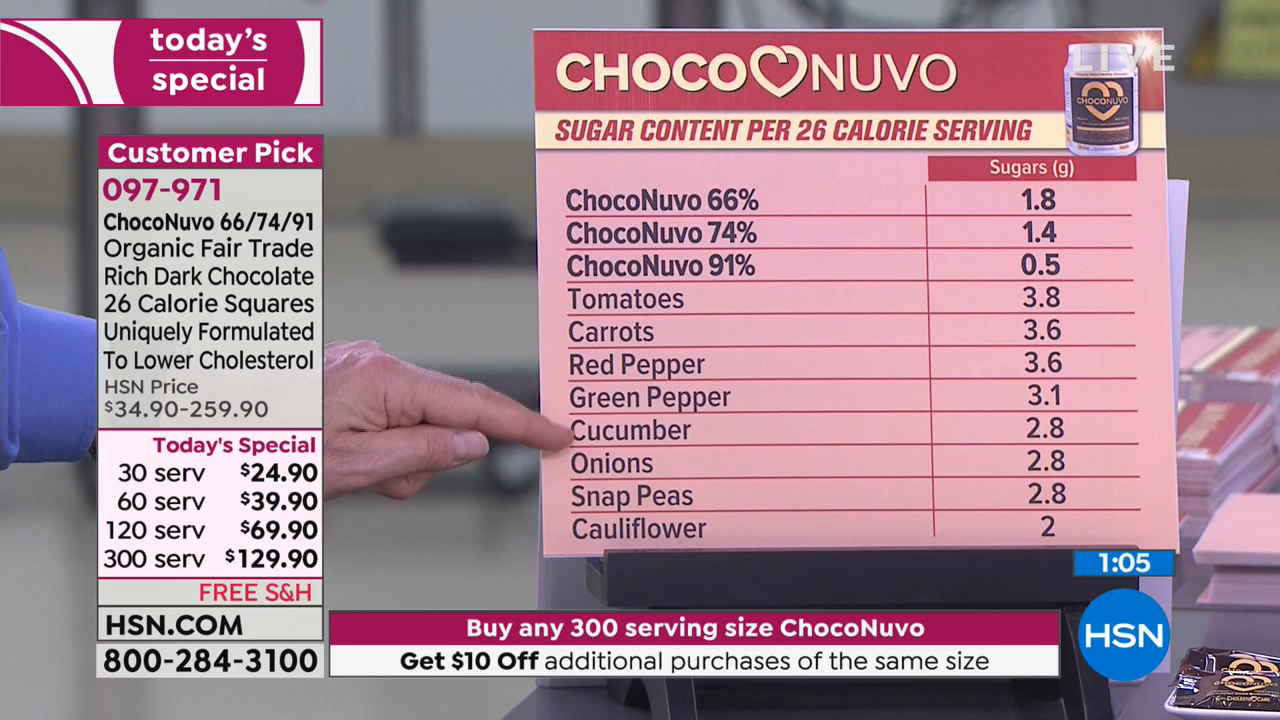 today's
special
Customer Pick
097-971
ChocoNuvo 66/74/91
Organic Fair Trade
Rich Dark Chocolate
26 Calorie Squares
Uniquely Formulated
To Lower Cholesterol
HSN Price
$34.90-259.90
Today's Special
30 serv $24.90
60 serv $39.90
120 serv $69.90
300 serv $129.90
FREE S&H
HSN.COM
800-284-3100
LIVE
CHOCO NUVO
SUGAR CONTENT PER 26 CALORIE SERVING
CHOCONUVO
Sugars (g)
ChocoNuvo 66% 1.8
ChocoNuvo 74% 1.4
ChocoNuvo 91% 0.5
Tomatoes 3.8
Carrots 3.6
Red Pepper 3.6
Green Pepper 3.1
Cucumber 2.8
Onions 2.8
Snap Peas 2.8
Cauliflower 2
1:05
Buy any 300 serving size ChocoNuvo
Get $10 Off additional purchases of the same size
HSN
CHOCONUVO